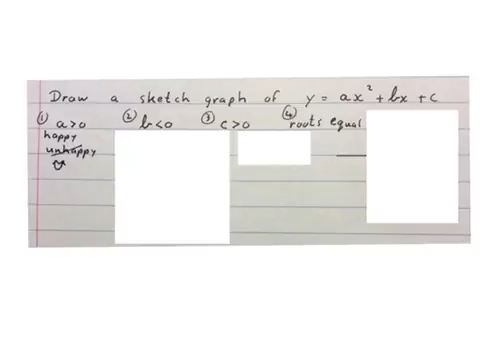 Draw a sketch graph of y = ax² + bx + c
① a>0 ② b<0 ③ c>0 ④ roots equal
happy
unhappy